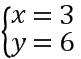 x = 3
y = 6